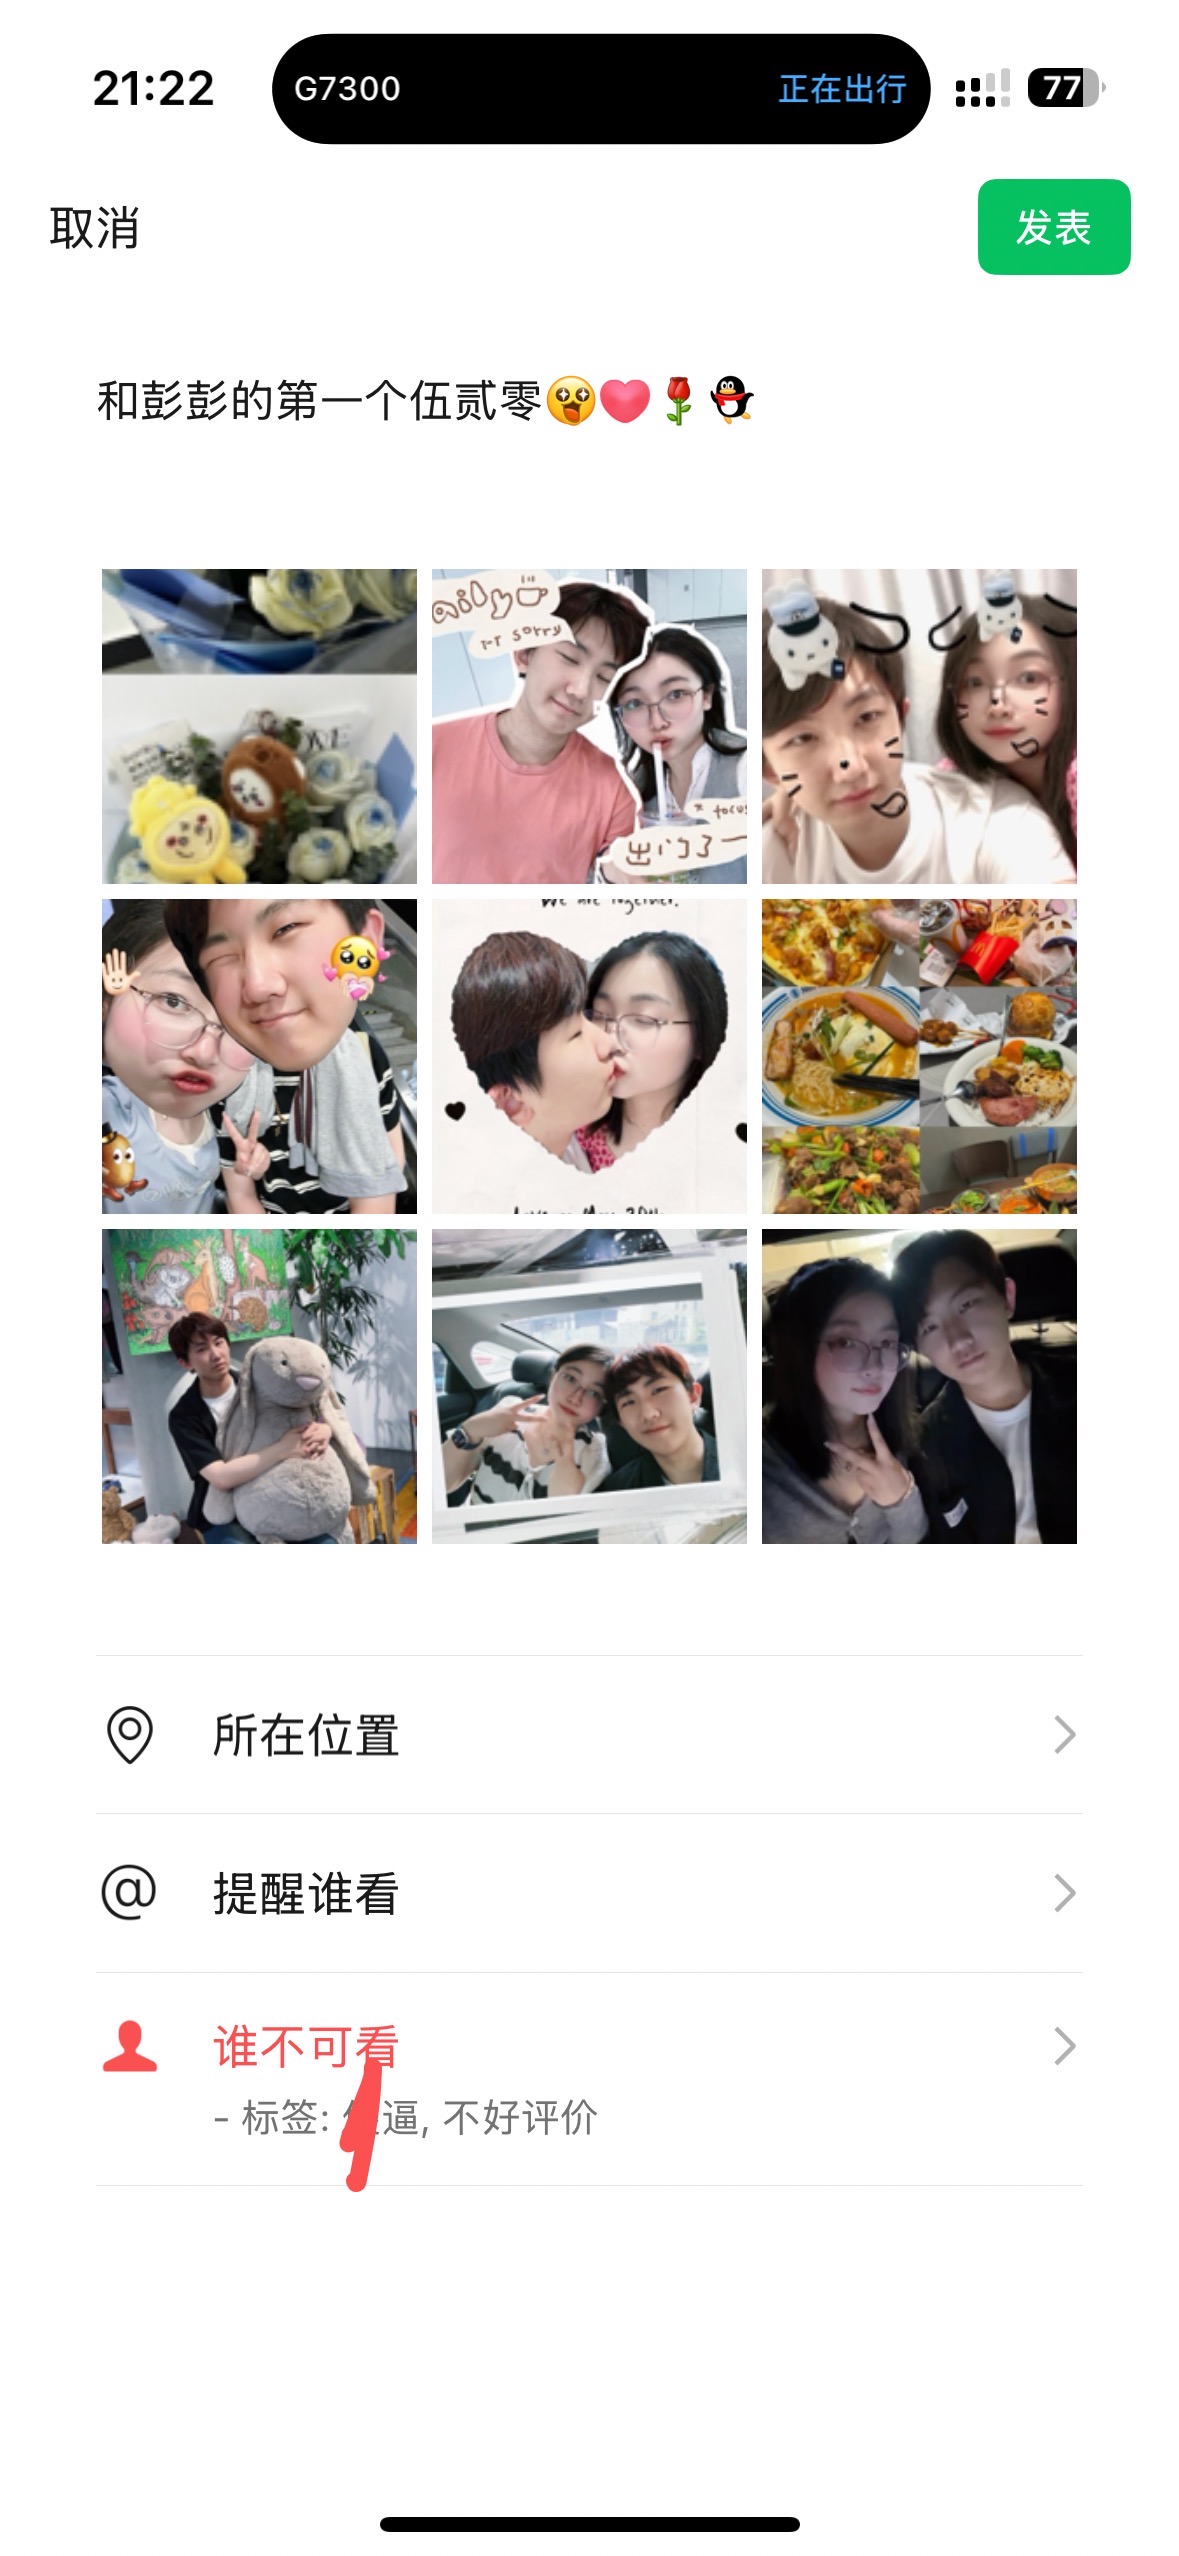 21:22
G7300
正在出行
77
取消
发表
和彭彭的第一个伍贰零😲❤️🌹🐧
sorry
focus
出门了一
We are together.
所在位置
@ 提醒谁看
谁不可看
- 标签: 逼, 不好评价